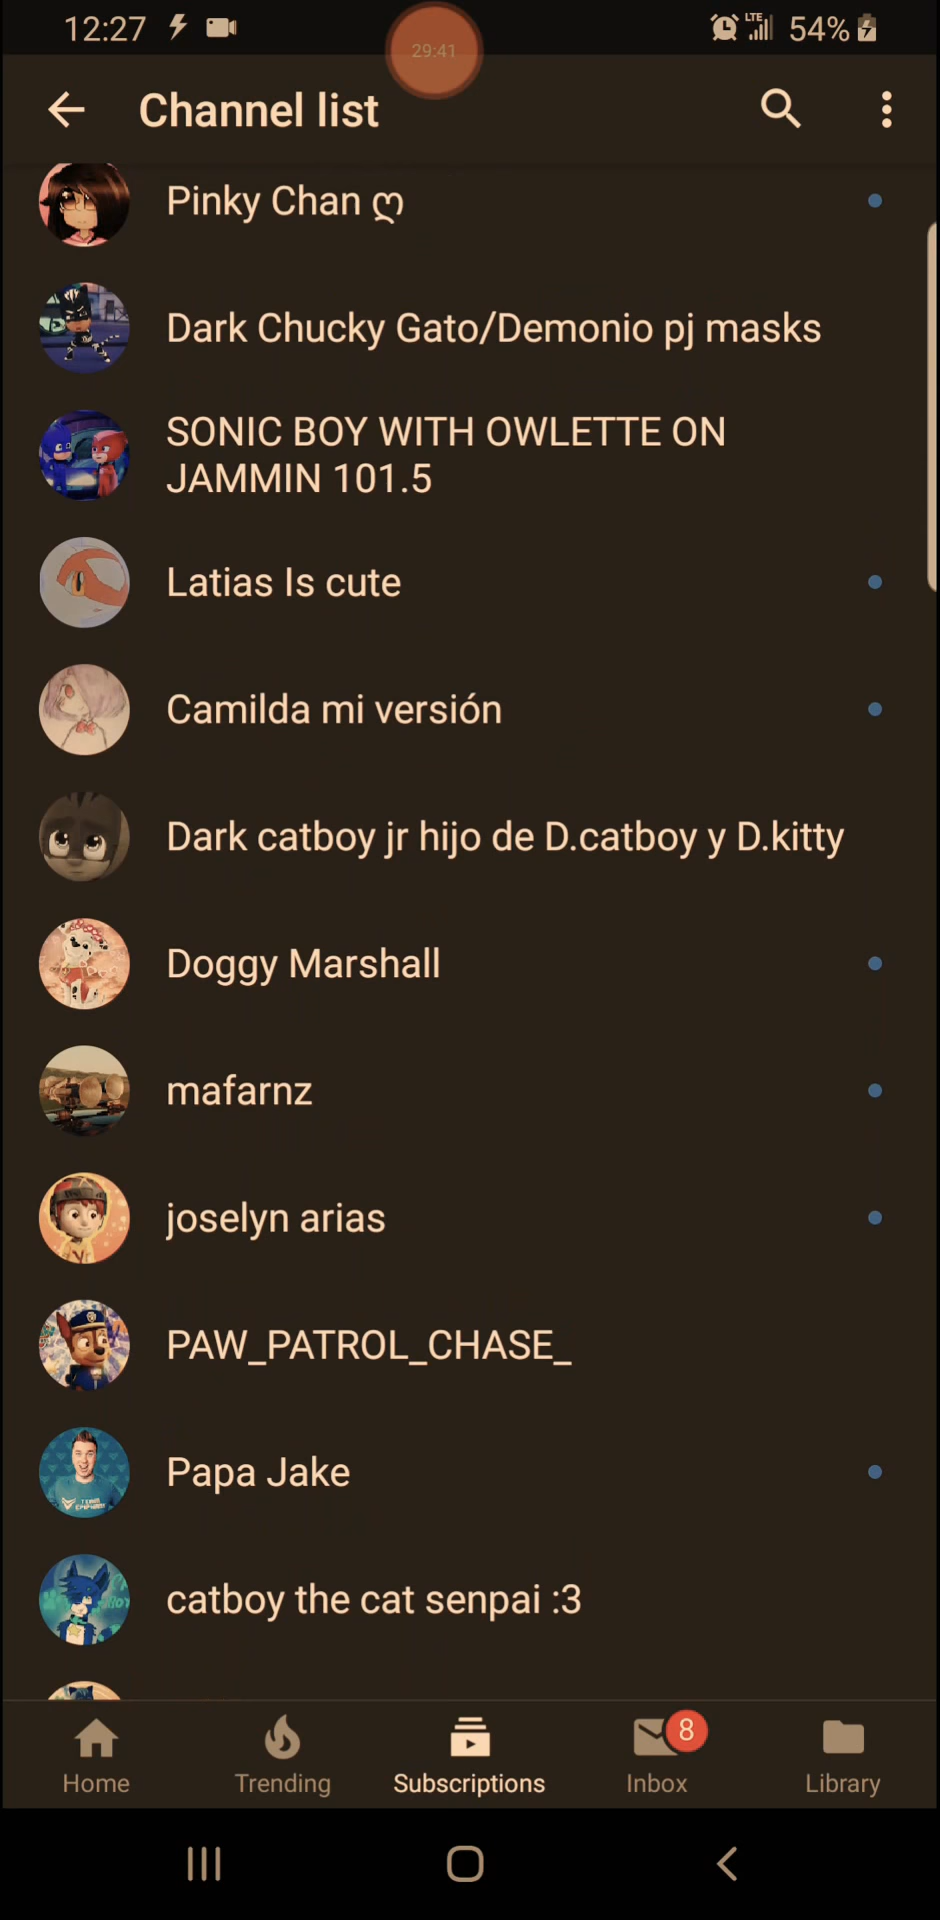 12:27
29:41
LTE
54%
Channel list
Pinky Chan ღ
Dark Chucky Gato/Demonio pj masks
SONIC BOY WITH OWLETTE ON
JAMMIN 101.5
Latias Is cute
Camilda mi versión
Dark catboy jr hijo de D.catboy y D.kitty
Doggy Marshall
mafarnz
joselyn arias
PAW_PATROL_CHASE_
Papa Jake
catboy the cat senpai :3
8
Home
Trending
Subscriptions
Inbox
Library